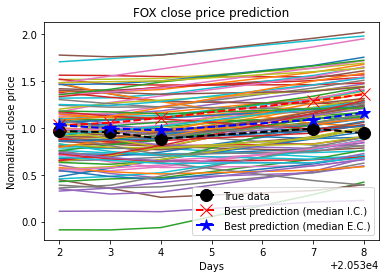 FOX close price prediction
Normalized close price
2.0
1.5
1.0
0.5
0.0
True data
Best prediction (median I.C.)
Best prediction (median E.C.)
2 3 4 5 6 7 8
Days
+2.053e4